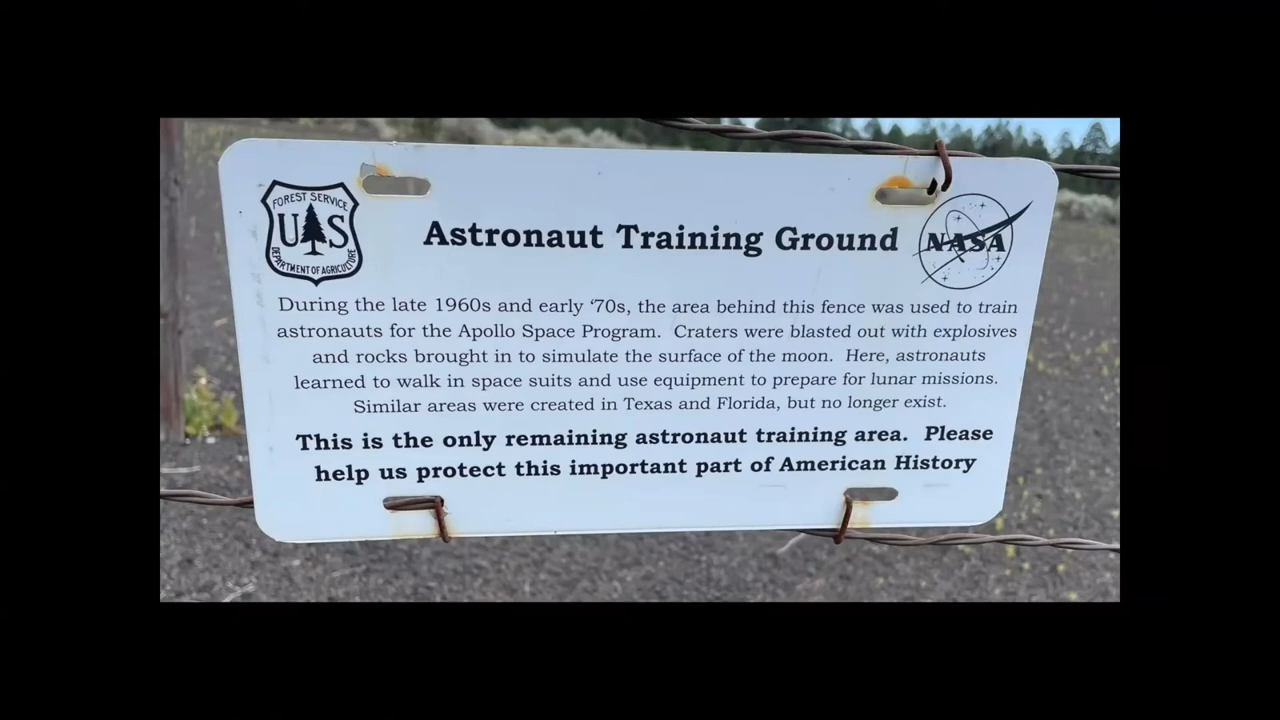 FOREST SERVICE
US
DEPARTMENT OF AGRICULTURE
Astronaut Training Ground
NASA
During the late 1960s and early ‘70s, the area behind this fence was used to train
astronauts for the Apollo Space Program. Craters were blasted out with explosives
and rocks brought in to simulate the surface of the moon. Here, astronauts
learned to walk in space suits and use equipment to prepare for lunar missions.
Similar areas were created in Texas and Florida, but no longer exist.
This is the only remaining astronaut training area. Please
help us protect this important part of American History